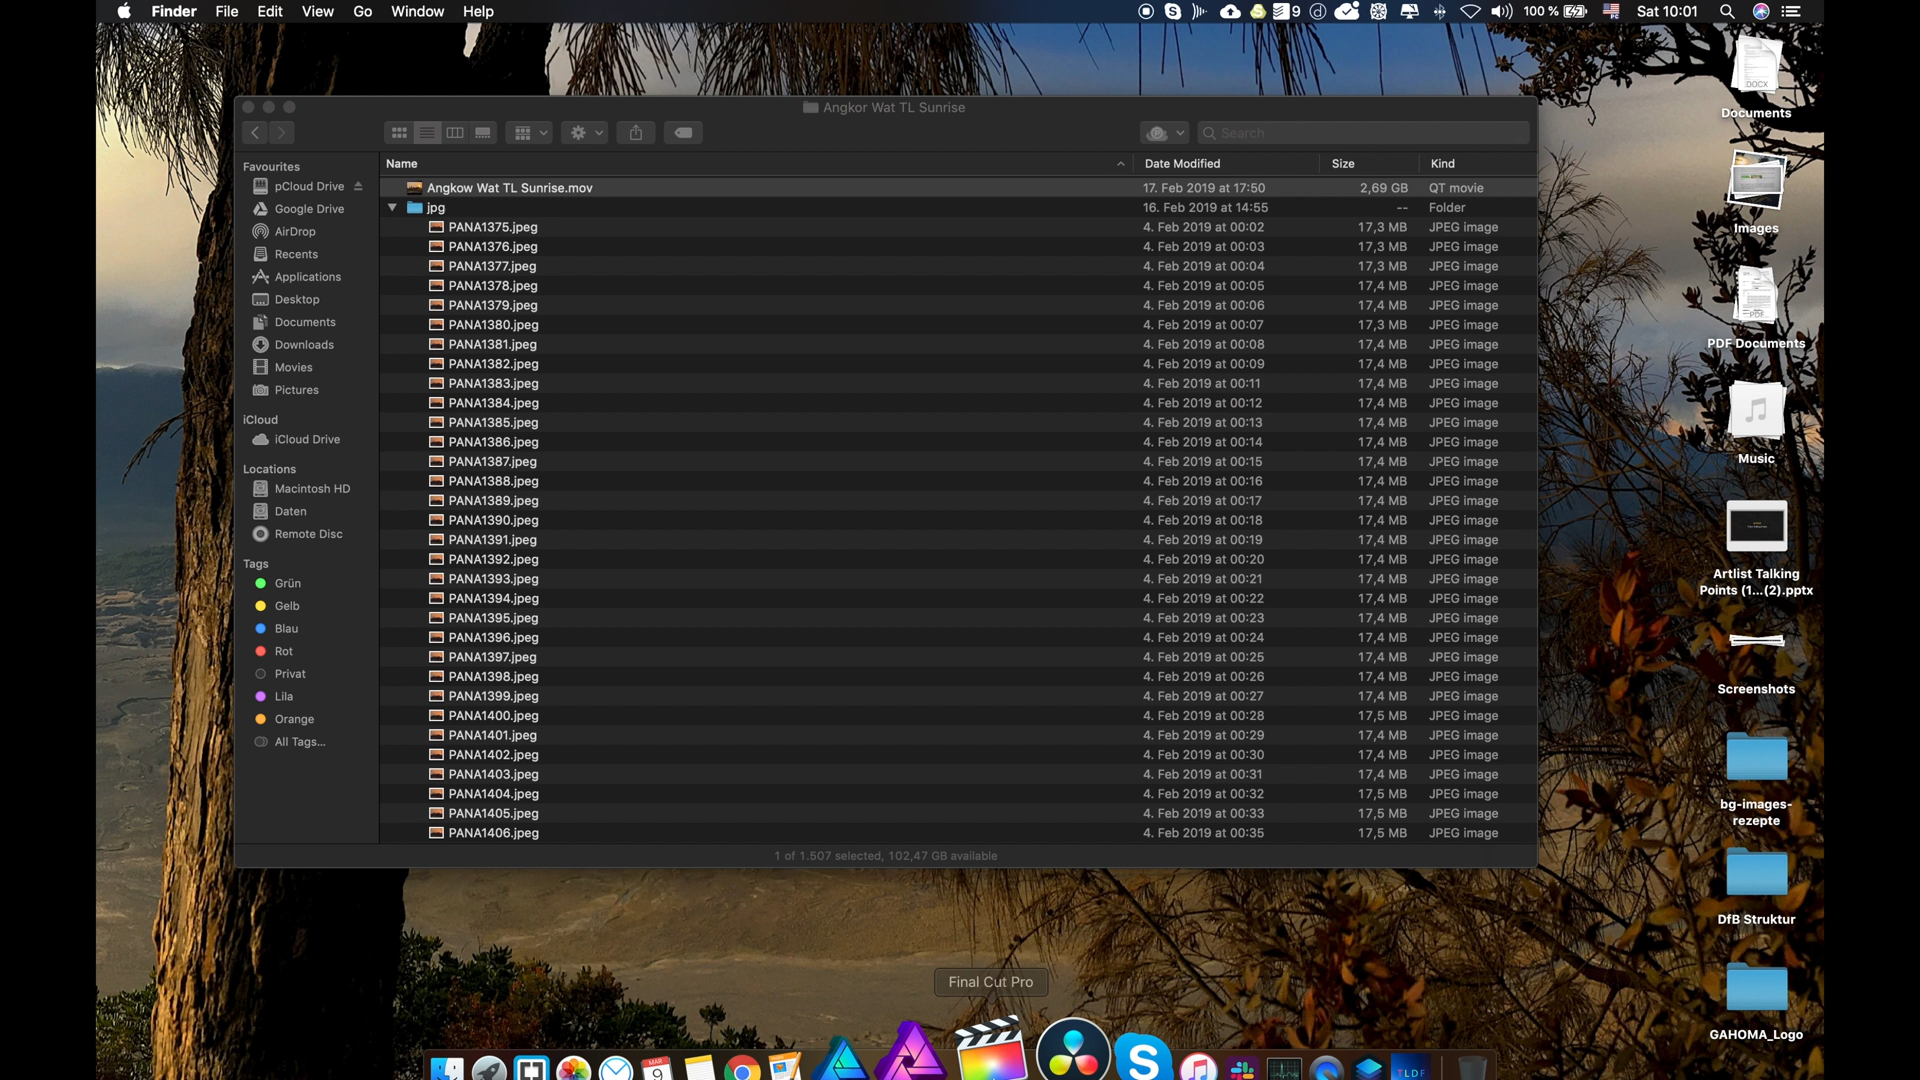 Finder File Edit View Go Window Help
9 100 % Sat 10:01
Angkor Wat TL Sunrise
Search
Name Date Modified Size Kind
Favourites
pCloud Drive
Google Drive
AirDrop
Recents
Applications
Desktop
Documents
Downloads
Movies
Pictures
iCloud
iCloud Drive
Locations
Macintosh HD
Daten
Remote Disc
Tags
Grün
Gelb
Blau
Rot
Privat
Lila
Orange
All Tags...
Angkow Wat TL Sunrise.mov 17. Feb 2019 at 17:50 2,69 GB QT movie
jpg 16. Feb 2019 at 14:55 -- Folder
PANA1375.jpeg 4. Feb 2019 at 00:02 17,3 MB JPEG image
PANA1376.jpeg 4. Feb 2019 at 00:03 17,3 MB JPEG image
PANA1377.jpeg 4. Feb 2019 at 00:04 17,3 MB JPEG image
PANA1378.jpeg 4. Feb 2019 at 00:05 17,4 MB JPEG image
PANA1379.jpeg 4. Feb 2019 at 00:06 17,4 MB JPEG image
PANA1380.jpeg 4. Feb 2019 at 00:07 17,3 MB JPEG image
PANA1381.jpeg 4. Feb 2019 at 00:08 17,4 MB JPEG image
PANA1382.jpeg 4. Feb 2019 at 00:09 17,4 MB JPEG image
PANA1383.jpeg 4. Feb 2019 at 00:11 17,4 MB JPEG image
PANA1384.jpeg 4. Feb 2019 at 00:12 17,4 MB JPEG image
PANA1385.jpeg 4. Feb 2019 at 00:13 17,4 MB JPEG image
PANA1386.jpeg 4. Feb 2019 at 00:14 17,4 MB JPEG image
PANA1387.jpeg 4. Feb 2019 at 00:15 17,4 MB JPEG image
PANA1388.jpeg 4. Feb 2019 at 00:16 17,4 MB JPEG image
PANA1389.jpeg 4. Feb 2019 at 00:17 17,4 MB JPEG image
PANA1390.jpeg 4. Feb 2019 at 00:18 17,4 MB JPEG image
PANA1391.jpeg 4. Feb 2019 at 00:19 17,4 MB JPEG image
PANA1392.jpeg 4. Feb 2019 at 00:20 17,4 MB JPEG image
PANA1393.jpeg 4. Feb 2019 at 00:21 17,4 MB JPEG image
PANA1394.jpeg 4. Feb 2019 at 00:22 17,4 MB JPEG image
PANA1395.jpeg 4. Feb 2019 at 00:23 17,4 MB JPEG image
PANA1396.jpeg 4. Feb 2019 at 00:24 17,4 MB JPEG image
PANA1397.jpeg 4. Feb 2019 at 00:25 17,4 MB JPEG image
PANA1398.jpeg 4. Feb 2019 at 00:26 17,4 MB JPEG image
PANA1399.jpeg 4. Feb 2019 at 00:27 17,4 MB JPEG image
PANA1400.jpeg 4. Feb 2019 at 00:28 17,5 MB JPEG image
PANA1401.jpeg 4. Feb 2019 at 00:29 17,4 MB JPEG image
PANA1402.jpeg 4. Feb 2019 at 00:30 17,4 MB JPEG image
PANA1403.jpeg 4. Feb 2019 at 00:31 17,4 MB JPEG image
PANA1404.jpeg 4. Feb 2019 at 00:32 17,5 MB JPEG image
PANA1405.jpeg 4. Feb 2019 at 00:33 17,5 MB JPEG image
PANA1406.jpeg 4. Feb 2019 at 00:35 17,5 MB JPEG image
1 of 1.507 selected, 102,47 GB available
DOCX
Documents
Images
PDF
PDF Documents
Music
Artlist Talking
Points (1...(2).pptx
Screenshots
bg-images-
rezepte
DfB Struktur
GAHOMA_Logo
Final Cut Pro
MAR
9
S
TLDF